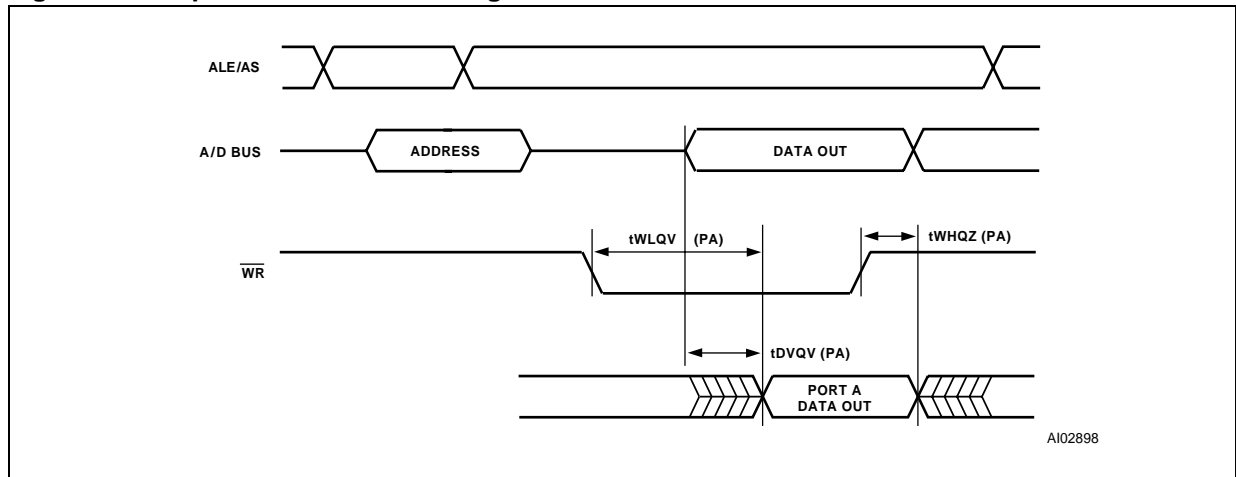 ALE/AS
A/D BUS
ADDRESS
DATA OUT
tWLQV (PA)
tWHQZ (PA)
WR
tDVQV (PA)
PORT A
DATA OUT
AI02898